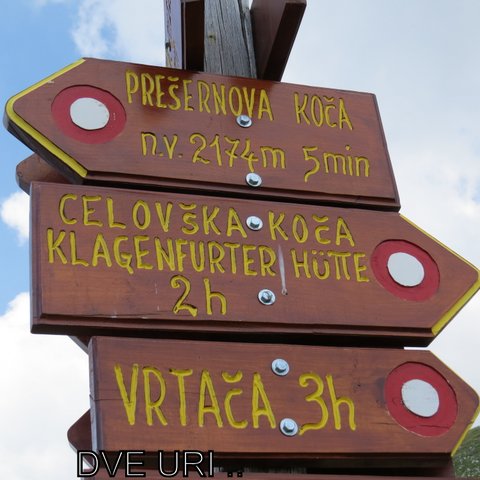 PREŠERNOVA KOČA
n.v. 2174m 5min
CELOVŠKA KOČA
KLAGENFURTER HÜTTE
2h
VRTAČA 3h
DVE URI ..